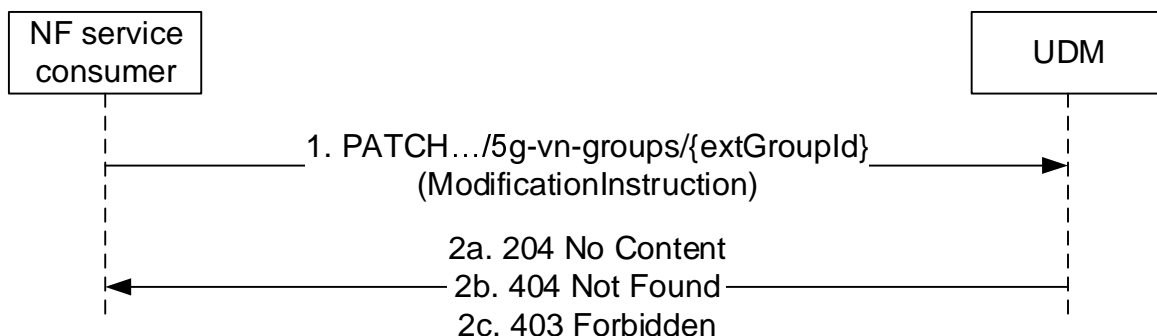 NF service
consumer
UDM
1. PATCH…/5g-vn-groups/{extGroupId}
(ModificationInstruction)
2a. 204 No Content
2b. 404 Not Found
2c. 403 Forbidden